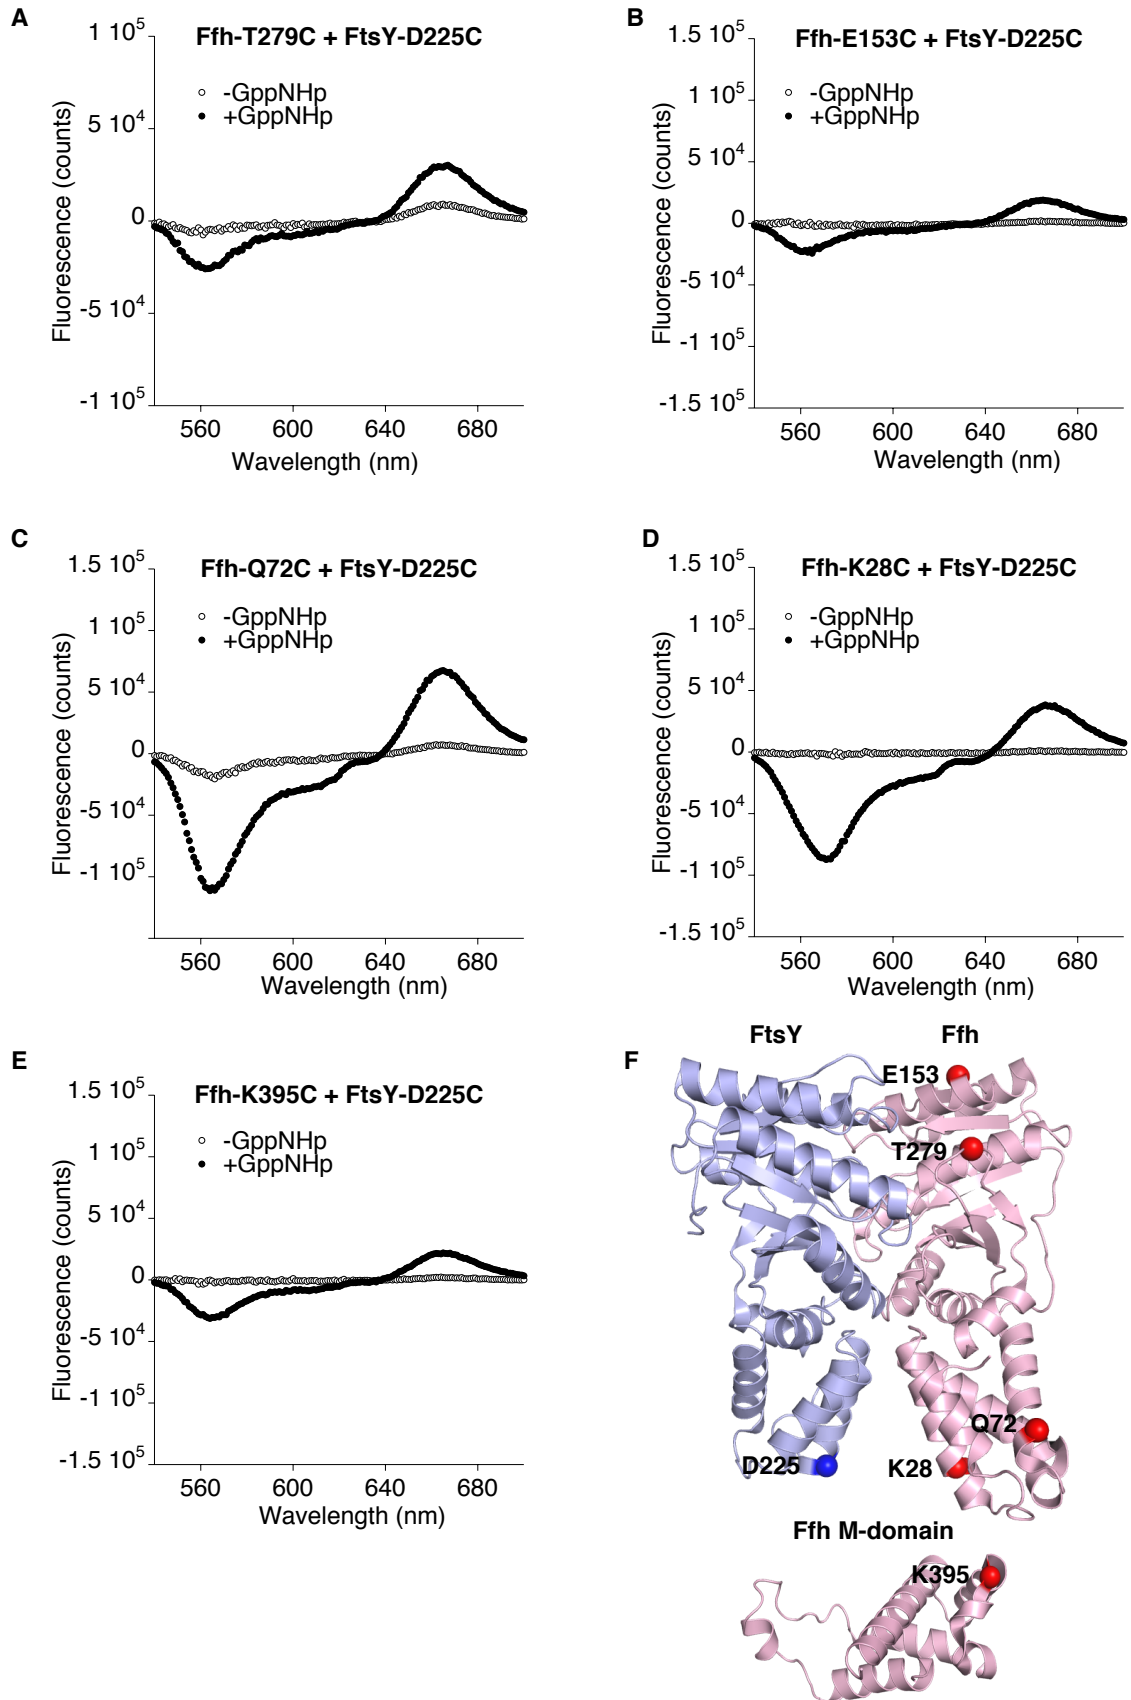 A
Ffh-T279C + FtsY-D225C
-GppNHp
+GppNHp
1 10^5
5 10^4
0
-5 10^4
-1 10^5
Fluorescence (counts)
560 600 640 680
Wavelength (nm)
B
Ffh-E153C + FtsY-D225C
-GppNHp
+GppNHp
1.5 10^5
1 10^5
5 10^4
0
-5 10^4
-1 10^5
-1.5 10^5
Fluorescence (counts)
560 600 640 680
Wavelength (nm)
C
Ffh-Q72C + FtsY-D225C
-GppNHp
+GppNHp
1.5 10^5
1 10^5
5 10^4
0
-5 10^4
-1 10^5
Fluorescence (counts)
560 600 640 680
Wavelength (nm)
D
Ffh-K28C + FtsY-D225C
-GppNHp
+GppNHp
1.5 10^5
1 10^5
5 10^4
0
-5 10^4
-1 10^5
-1.5 10^5
Fluorescence (counts)
560 600 640 680
Wavelength (nm)
E
Ffh-K395C + FtsY-D225C
-GppNHp
+GppNHp
1.5 10^5
1 10^5
5 10^4
0
-5 10^4
-1 10^5
-1.5 10^5
Fluorescence (counts)
560 600 640 680
Wavelength (nm)
F
FtsY Ffh
E153
T279
Q72
D225 K28
Ffh M-domain
K395